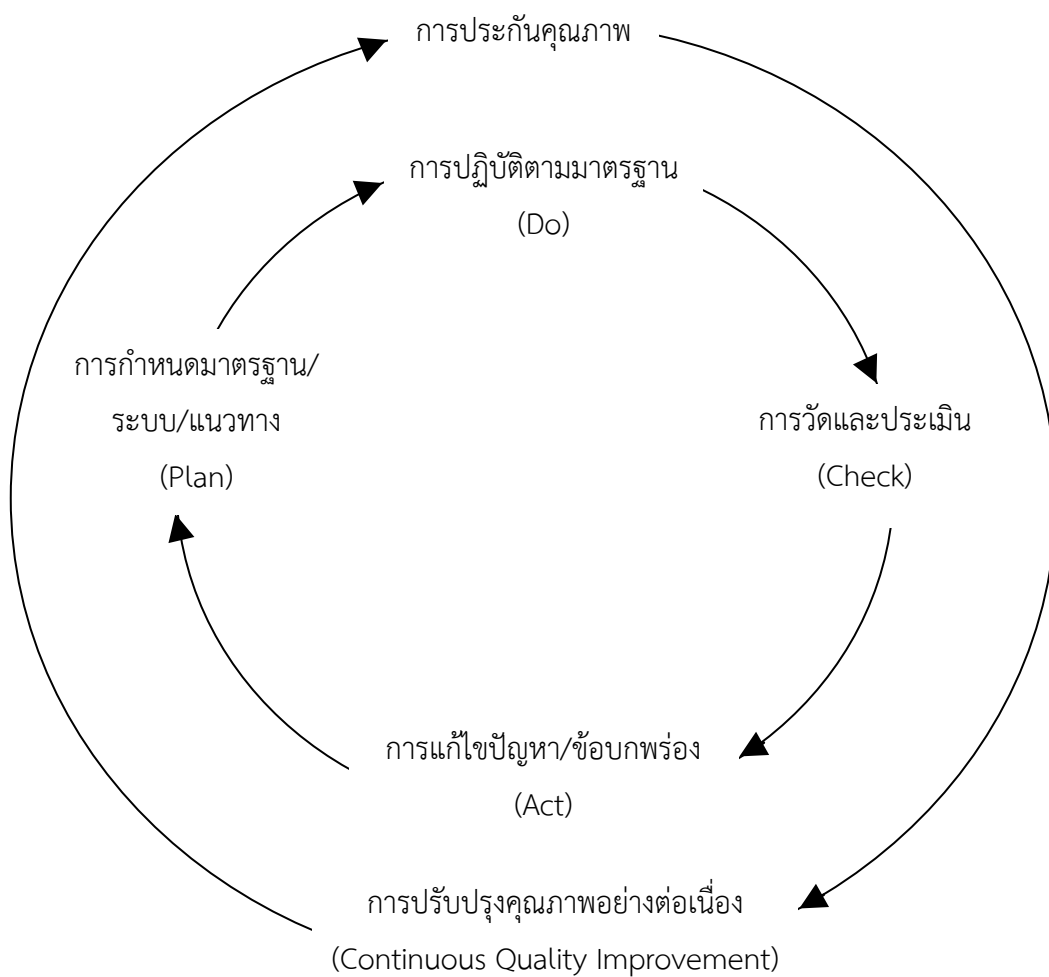 การประกันคุณภาพ
การปฏิบัติตามมาตรฐาน
(Do)
การกำหนดมาตรฐาน/
ระบบ/แนวทาง
(Plan)
การวัดและประเมิน
(Check)
การแก้ไขปัญหา/ข้อบกพร่อง
(Act)
การปรับปรุงคุณภาพอย่างต่อเนื่อง
(Continuous Quality Improvement)